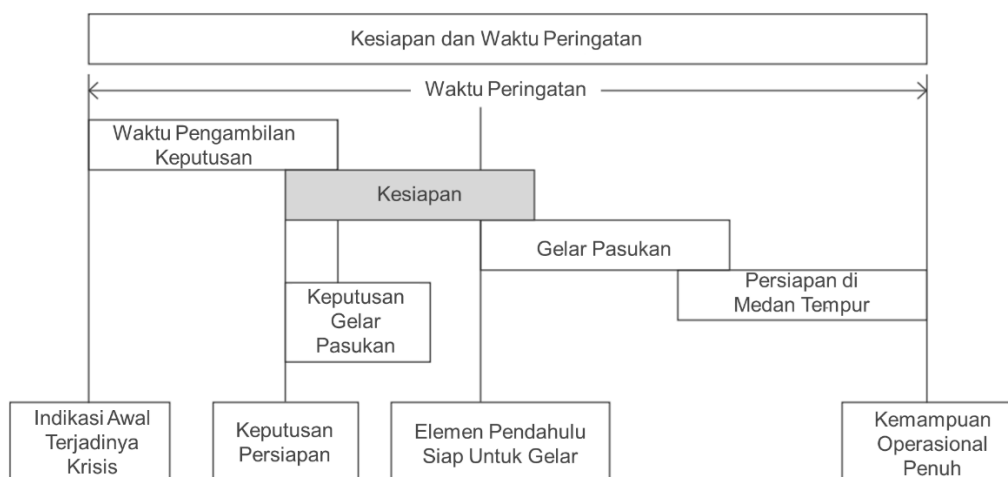 Kesiapan dan Waktu Peringatan
Waktu Peringatan
Waktu Pengambilan
Keputusan
Kesiapan
Gelar Pasukan
Persiapan di
Medan Tempur
Keputusan
Gelar
Pasukan
Indikasi Awal
Terjadinya
Krisis
Keputusan
Persiapan
Elemen Pendahulu
Siap Untuk Gelar
Kemampuan
Operasional
Penuh